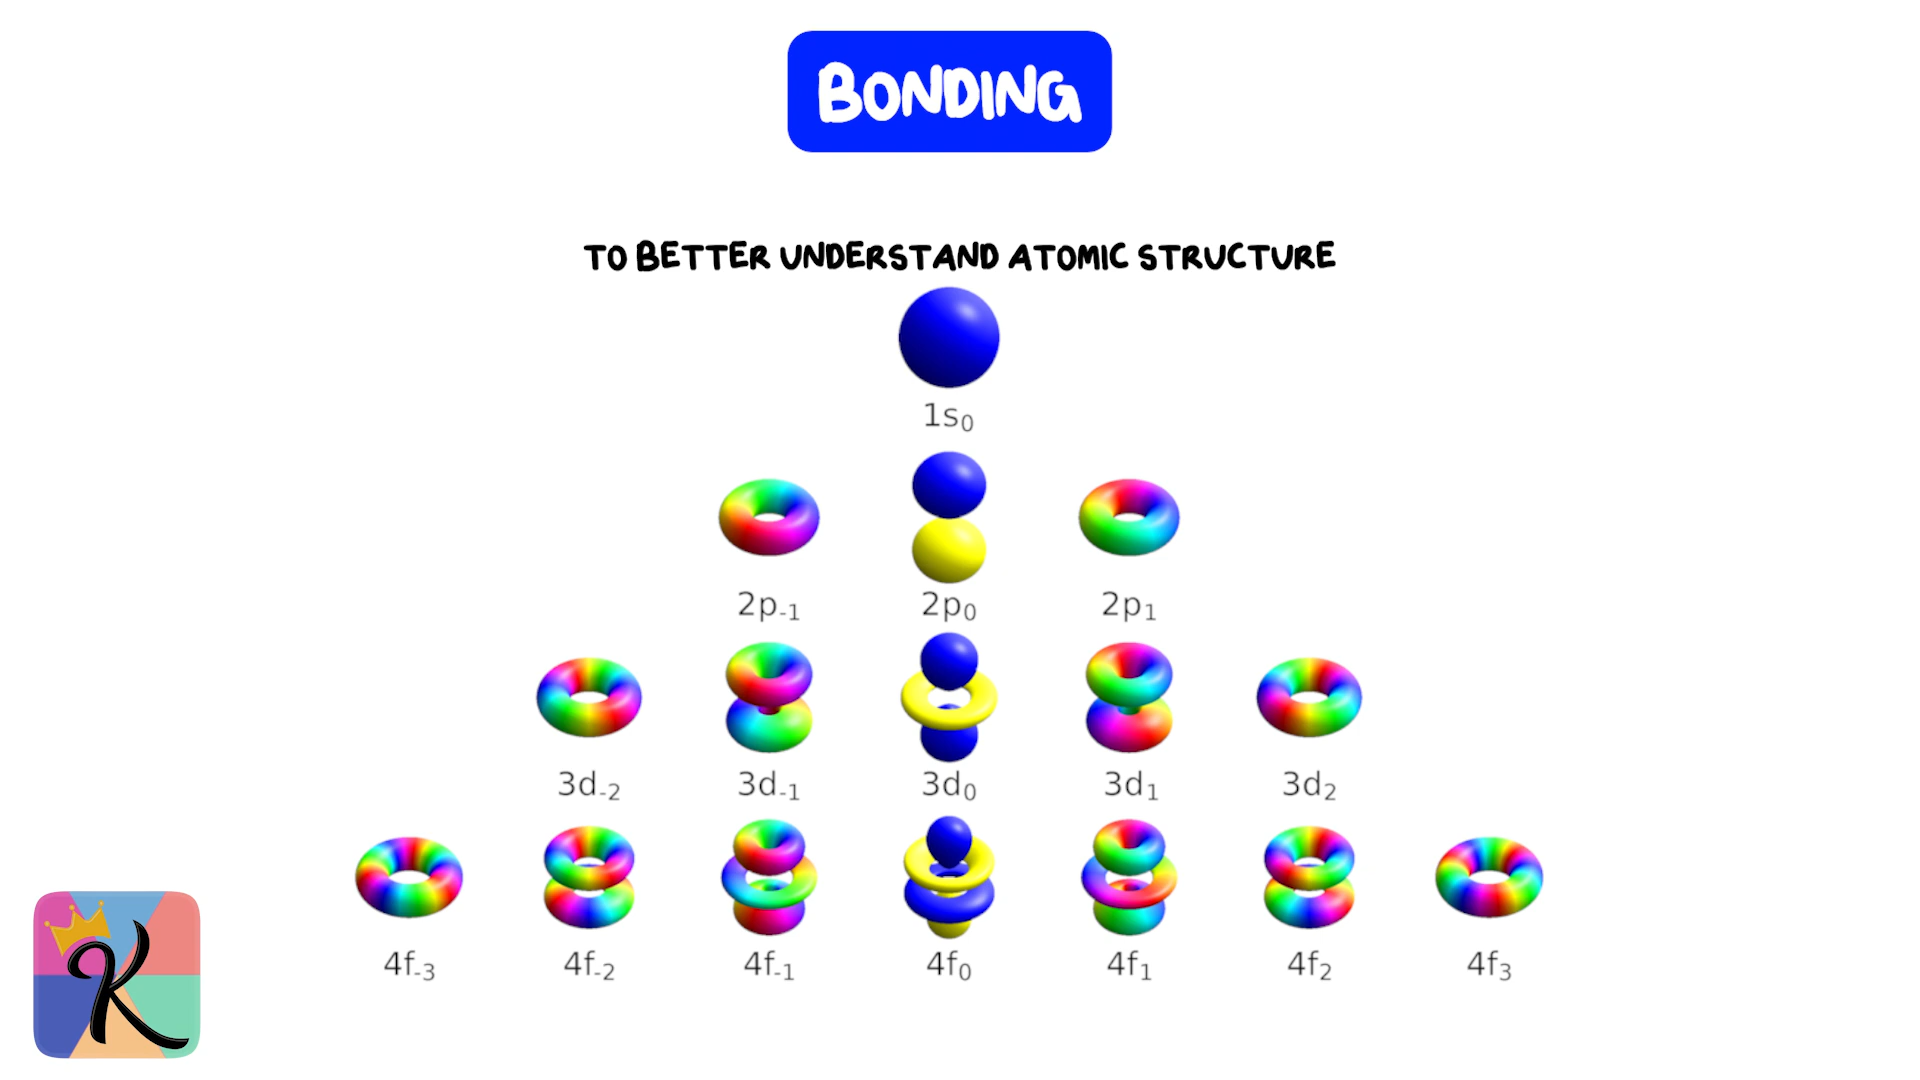 BONDING
TO BETTER UNDERSTAND ATOMIC STRUCTURE
1s₀
2p₋₁ 2p₀ 2p₁
3d₋₂ 3d₋₁ 3d₀ 3d₁ 3d₂
4f₋₃ 4f₋₂ 4f₋₁ 4f₀ 4f₁ 4f₂ 4f₃
K